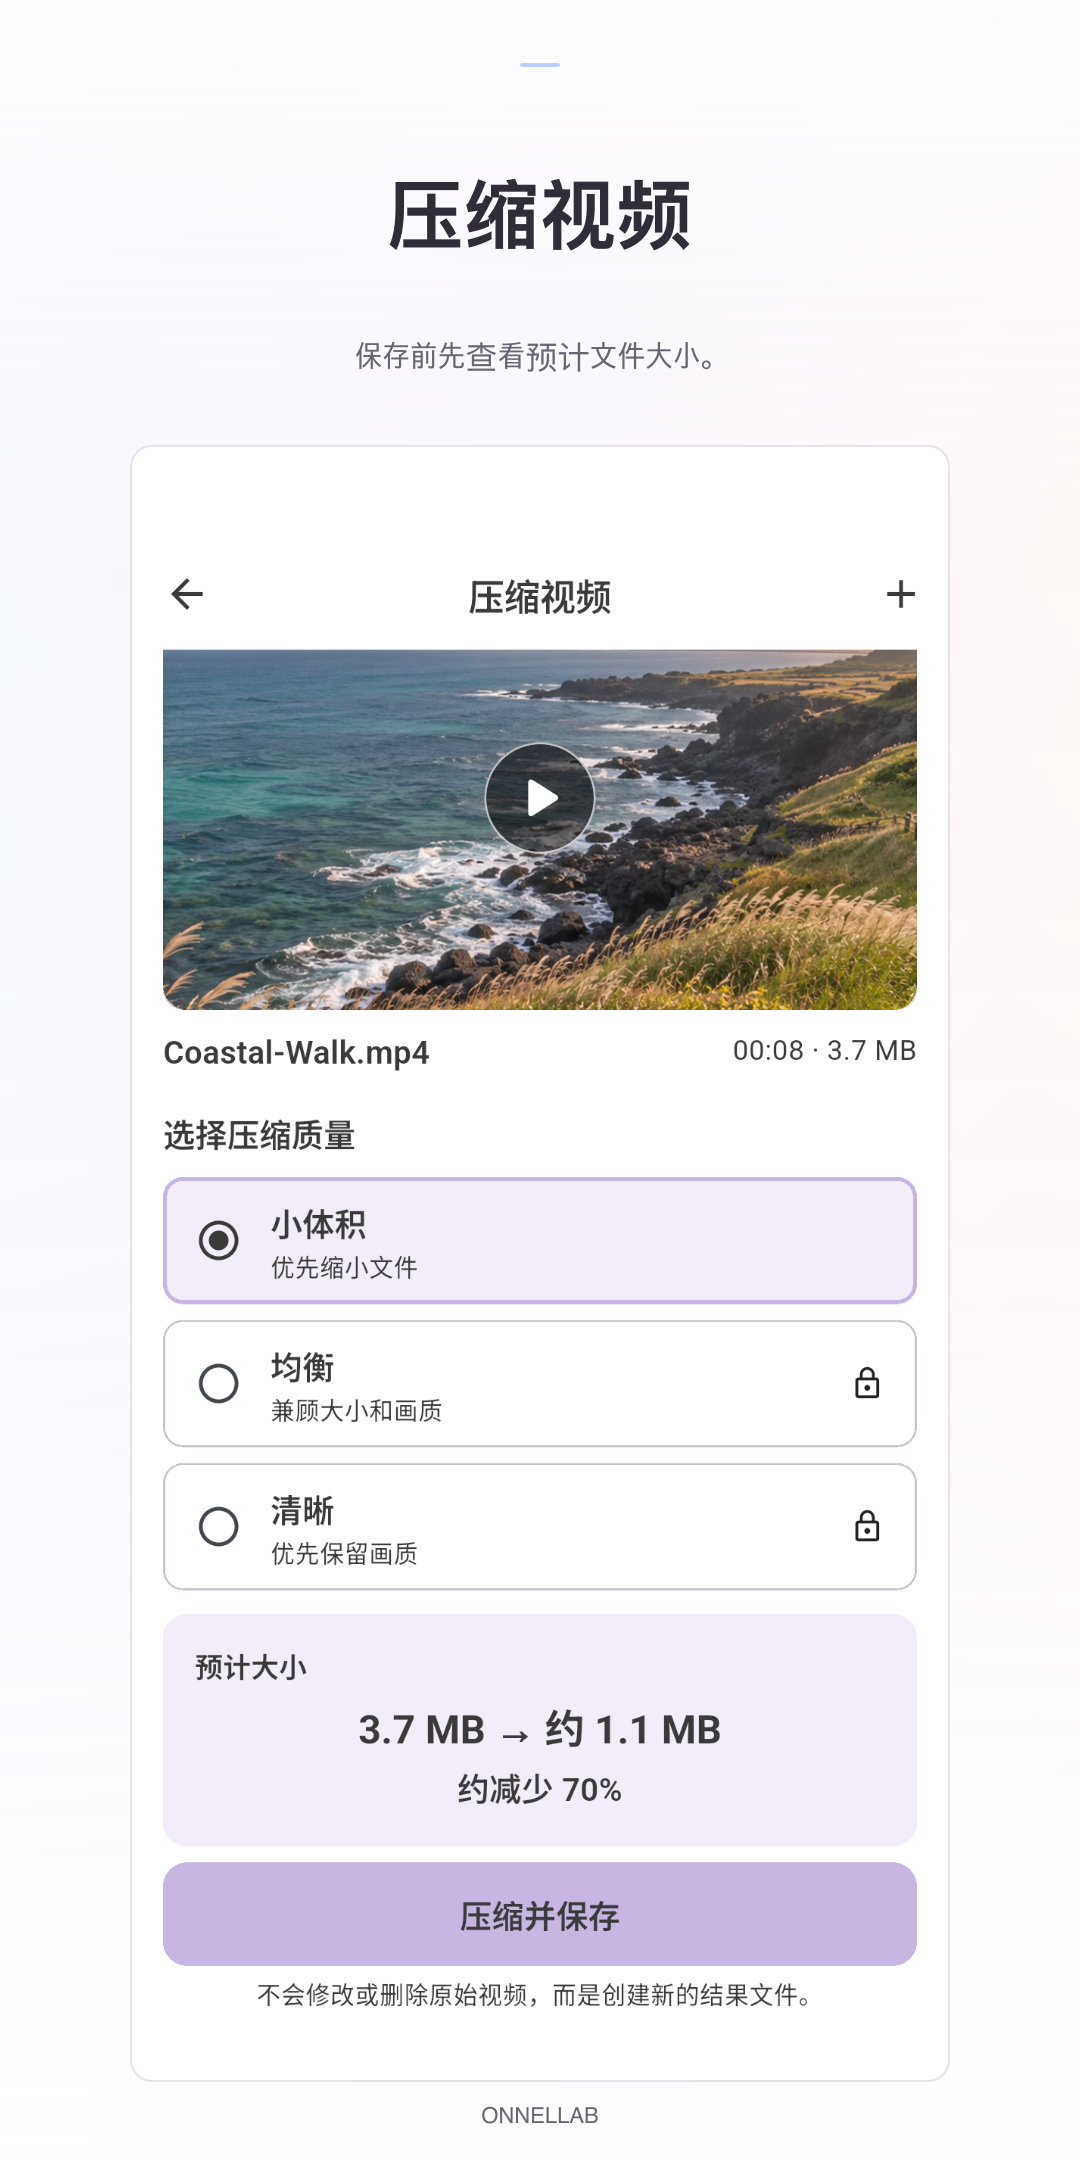 压缩视频
保存前先查看预计文件大小。
压缩视频
Coastal-Walk.mp4
00:08 · 3.7 MB
选择压缩质量
小体积
优先缩小文件
均衡
兼顾大小和画质
清晰
优先保留画质
预计大小
3.7 MB → 约 1.1 MB
约减少 70%
压缩并保存
不会修改或删除原始视频，而是创建新的结果文件。
ONNELLAB